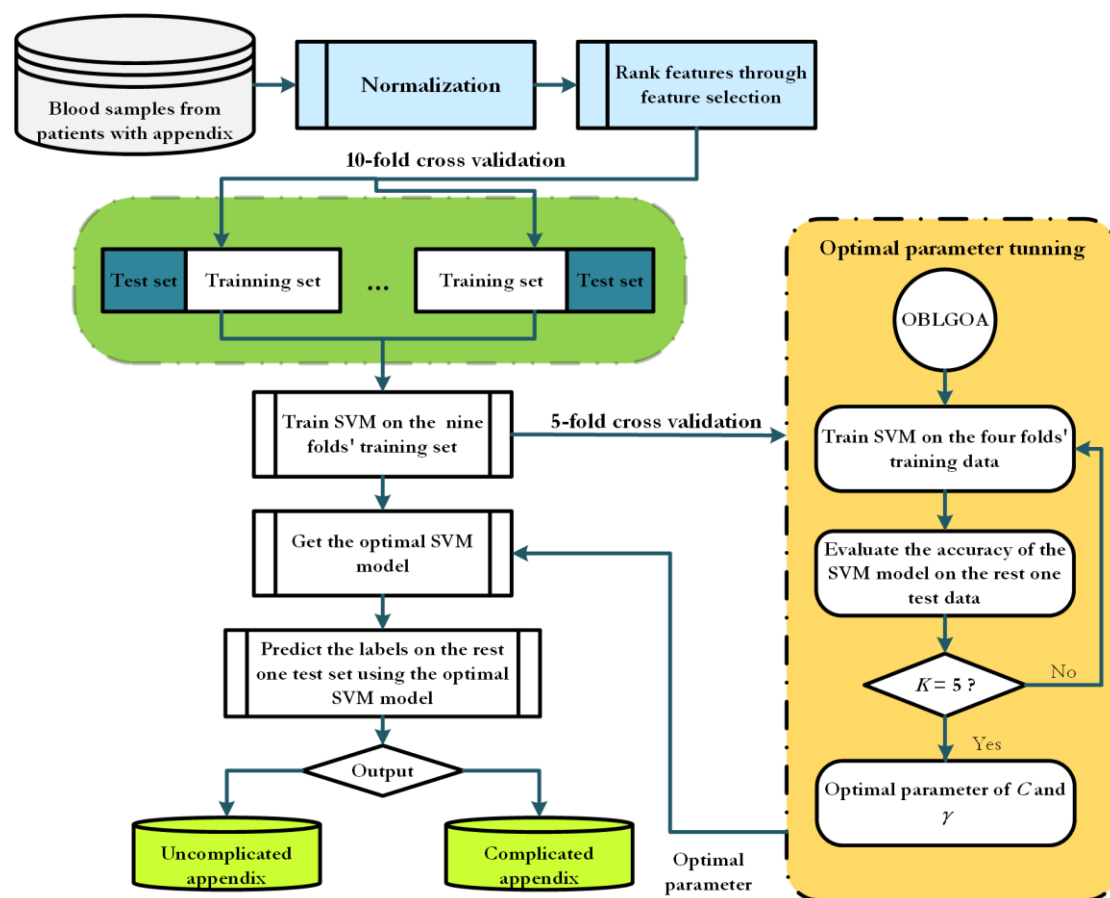 Blood samples from
patients with appendix
Normalization
Rank features through
feature selection
10-fold cross validation
Test set
Trainning set
...
Training set
Test set
Train SVM on the nine
folds' training set
5-fold cross validation
Get the optimal SVM
model
Predict the labels on the rest
one test set using the optimal
SVM model
Output
Uncomplicated
appendix
Complicated
appendix
Optimal
parameter
Optimal parameter tunning
OBLGOA
Train SVM on the four folds'
training data
Evaluate the accuracy of the
SVM model on the rest one
test data
K = 5 ?
No
Yes
Optimal parameter of C and
γ